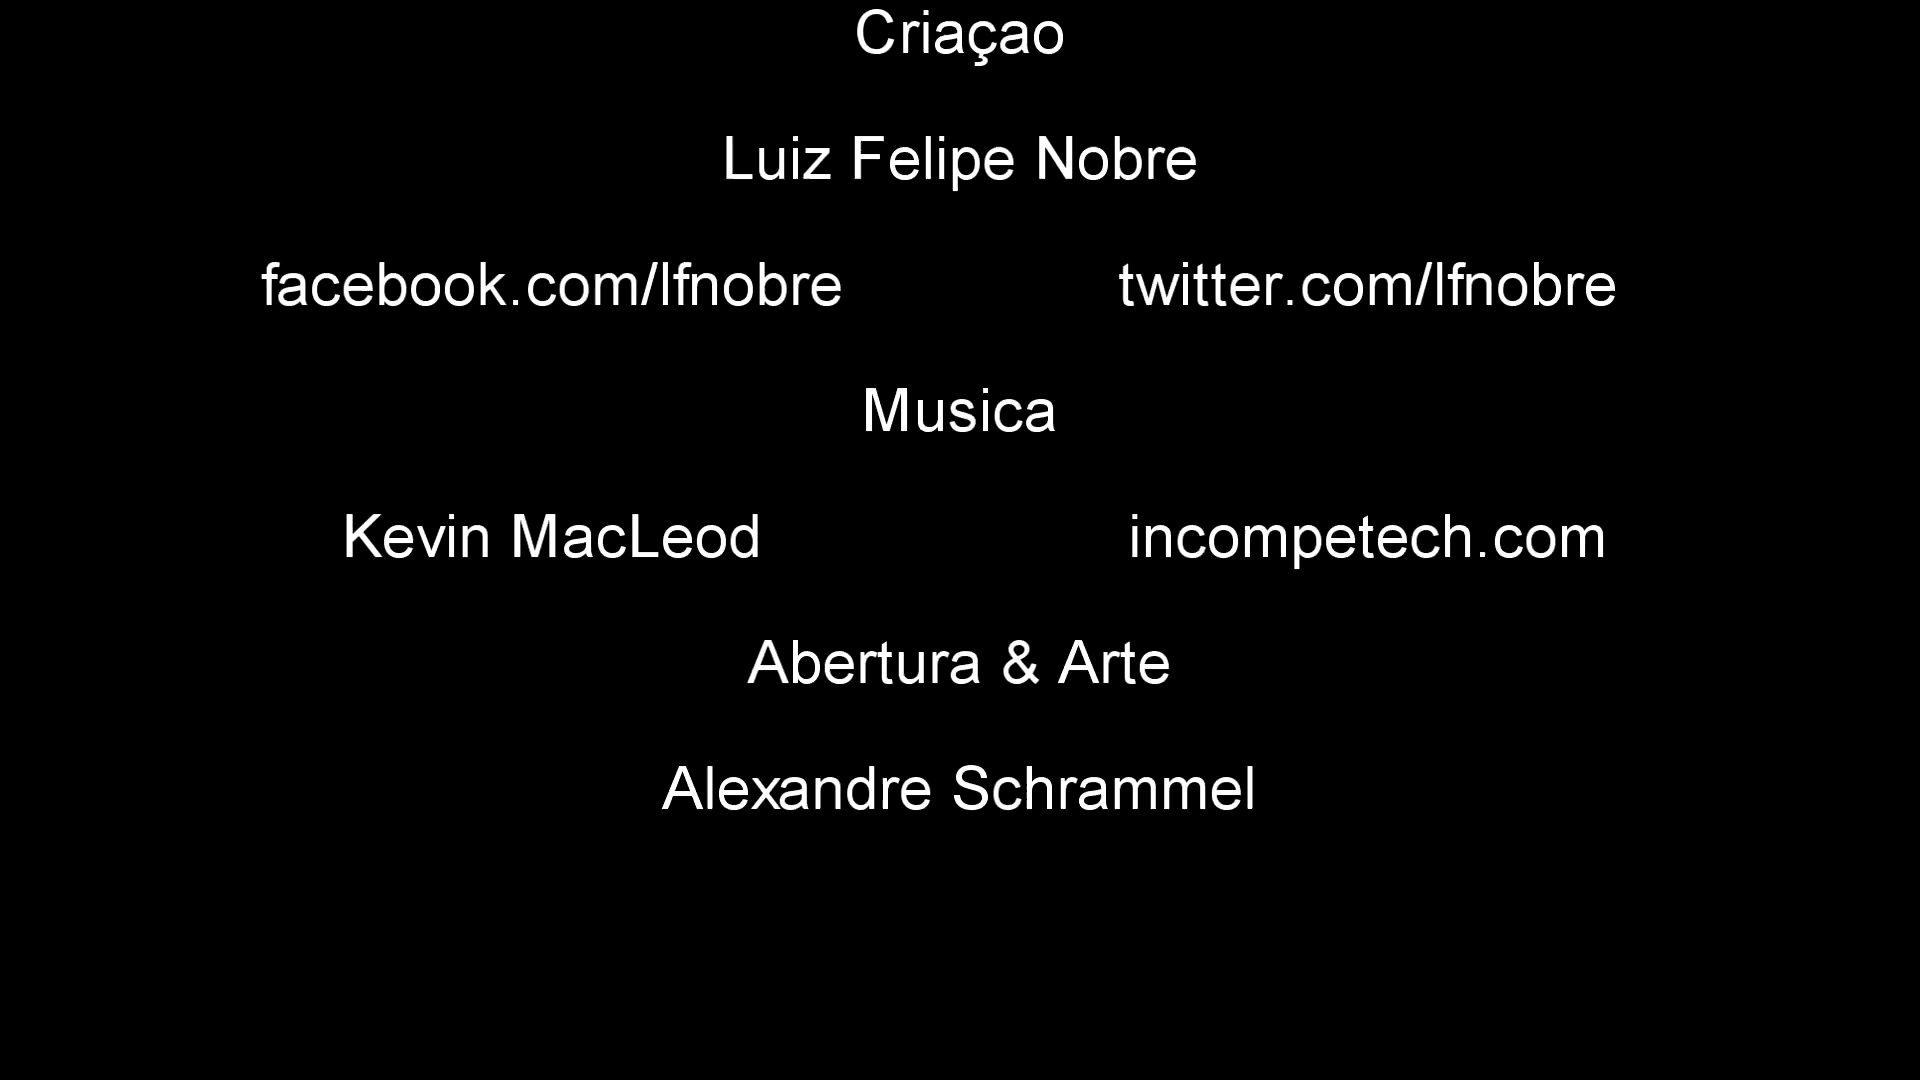 Criaçao
Luiz Felipe Nobre
facebook.com/lfnobre twitter.com/lfnobre
Musica
Kevin MacLeod incompetech.com
Abertura & Arte
Alexandre Schrammel